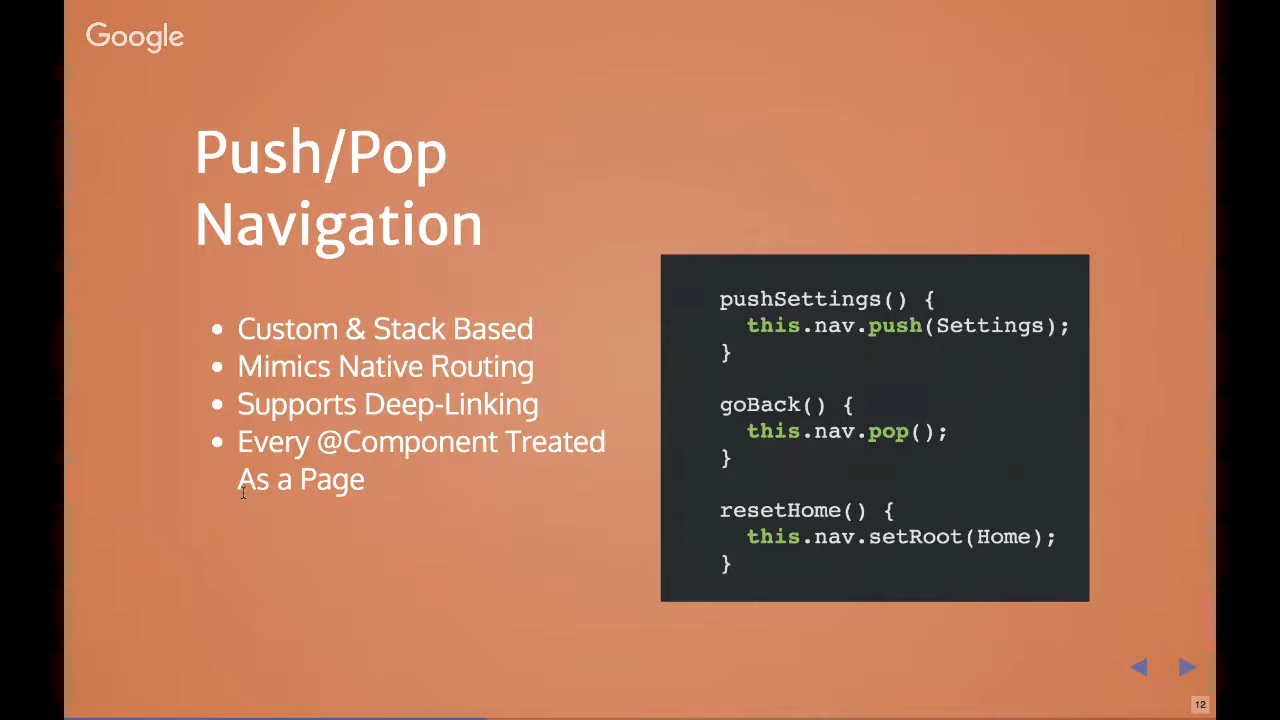 Google
Push/Pop
Navigation
Custom & Stack Based
Mimics Native Routing
Supports Deep-Linking
Every @Component Treated
As a Page
pushSettings() {
this.nav.push(Settings);
}
goBack() {
this.nav.pop();
}
resetHome() {
this.nav.setRoot(Home);
}
12